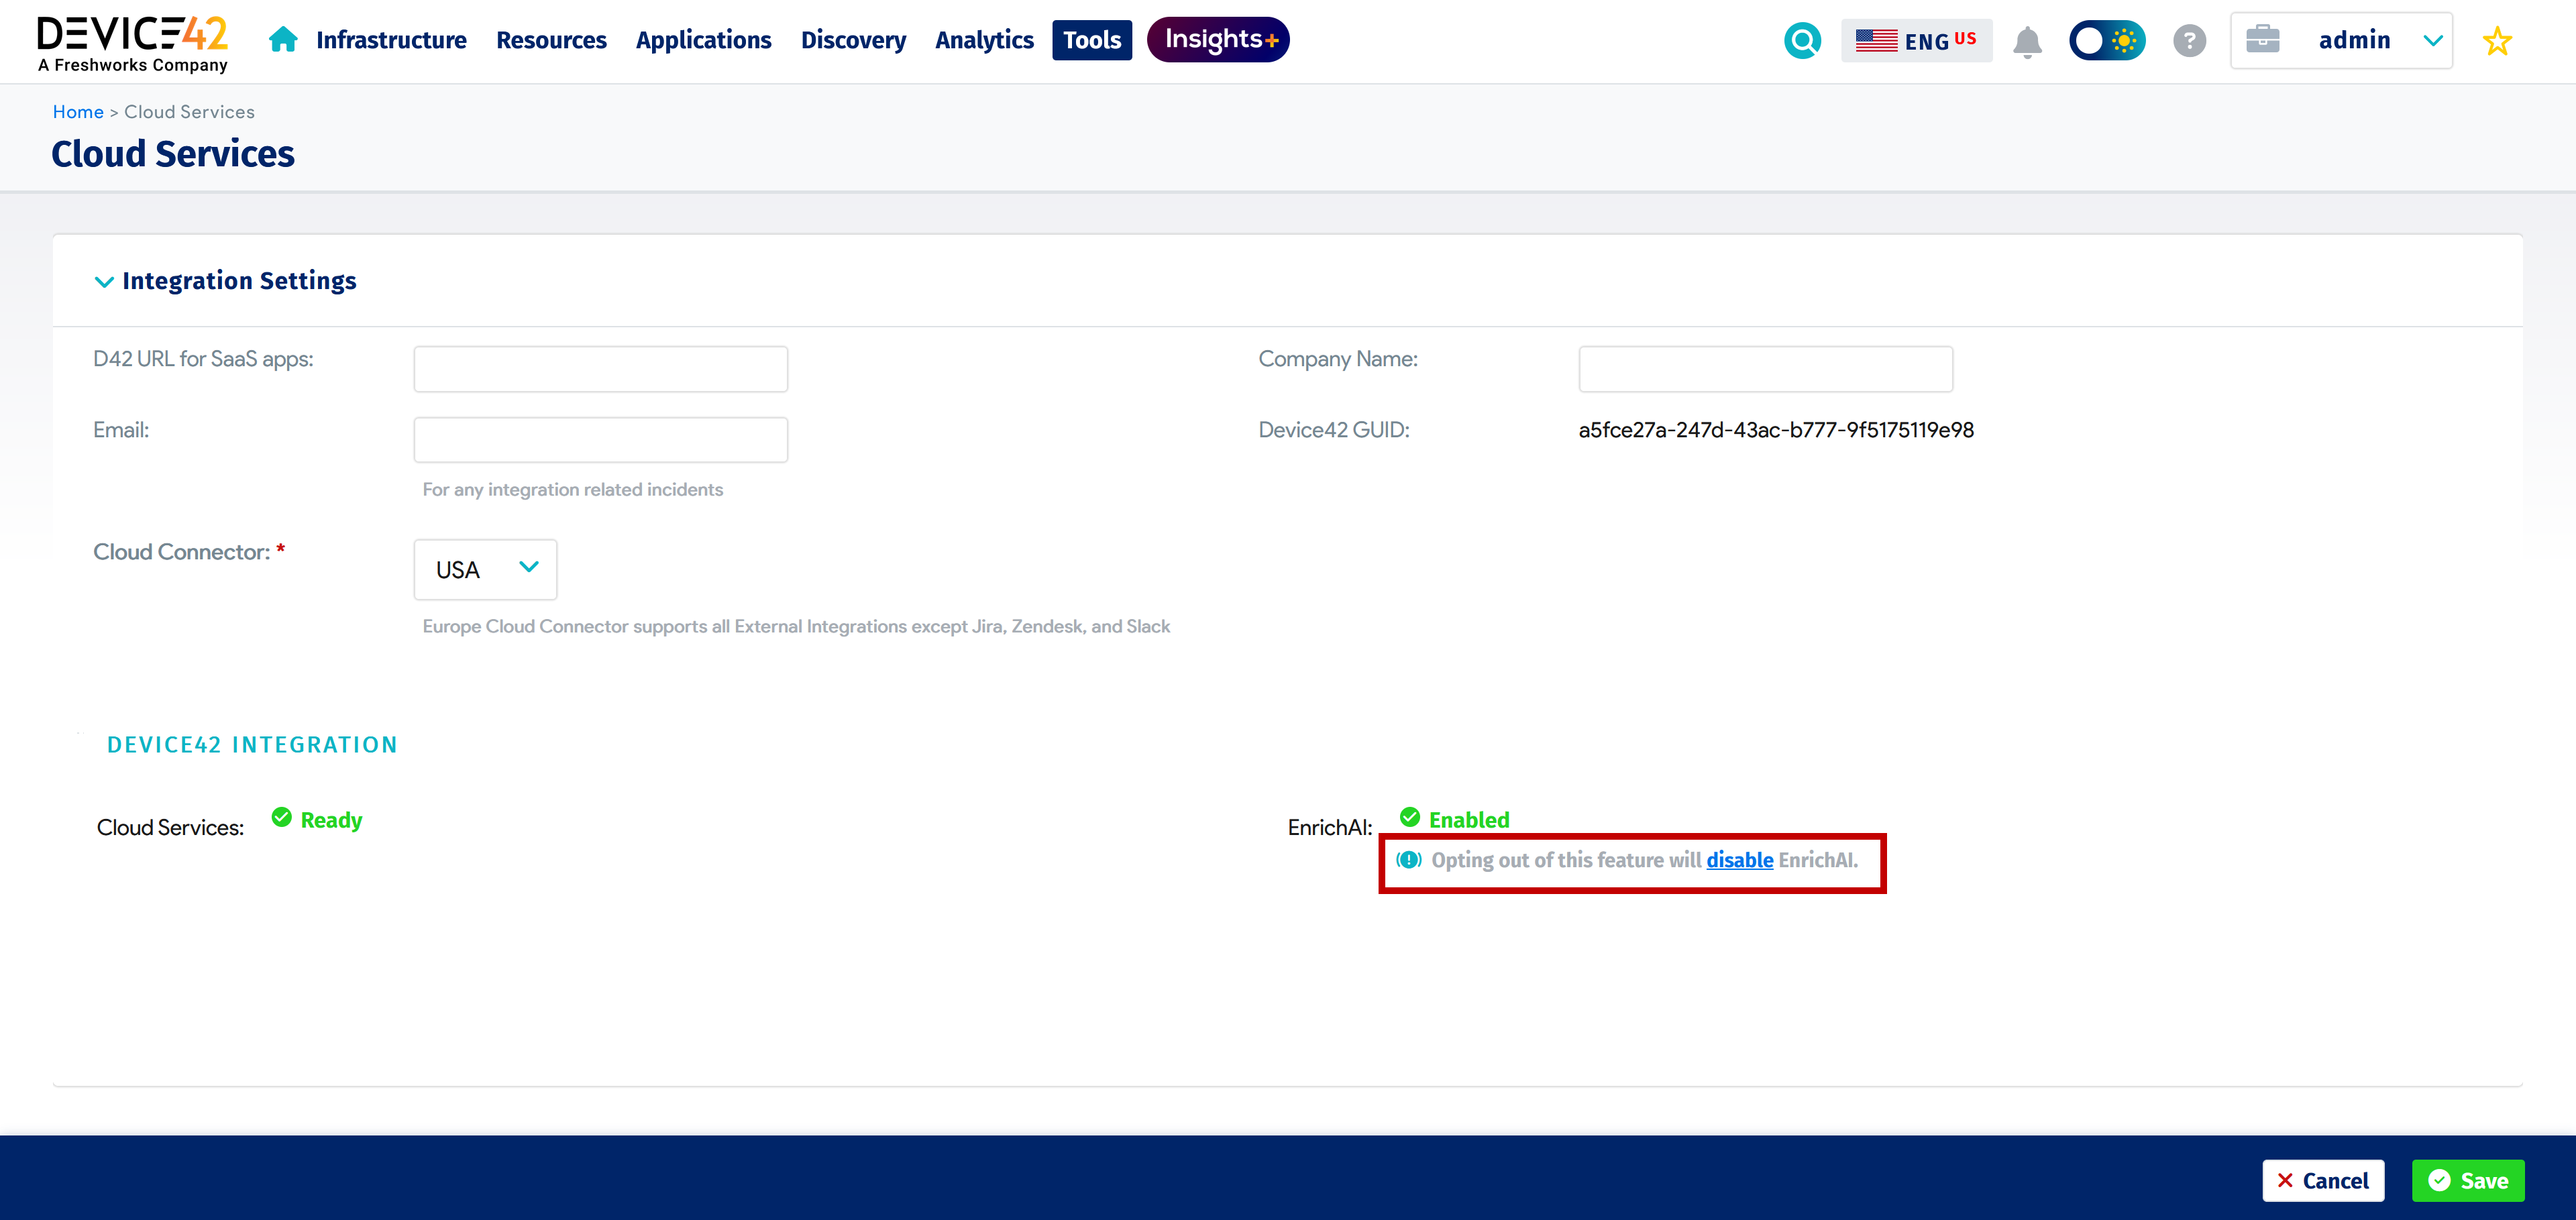 DEVICE42
A Freshworks Company
Infrastructure Resources Applications Discovery Analytics Tools Insights+
ENG US
?
admin
Home > Cloud Services
Cloud Services
Integration Settings
D42 URL for SaaS apps:
Company Name:
Email:
Device42 GUID: a5fce27a-247d-43ac-b777-9f5175119e98
For any integration related incidents
Cloud Connector: *
USA
Europe Cloud Connector supports all External Integrations except Jira, Zendesk, and Slack
DEVICE42 INTEGRATION
Cloud Services: Ready
EnrichAI: Enabled
Opting out of this feature will disable EnrichAI.
Cancel
Save